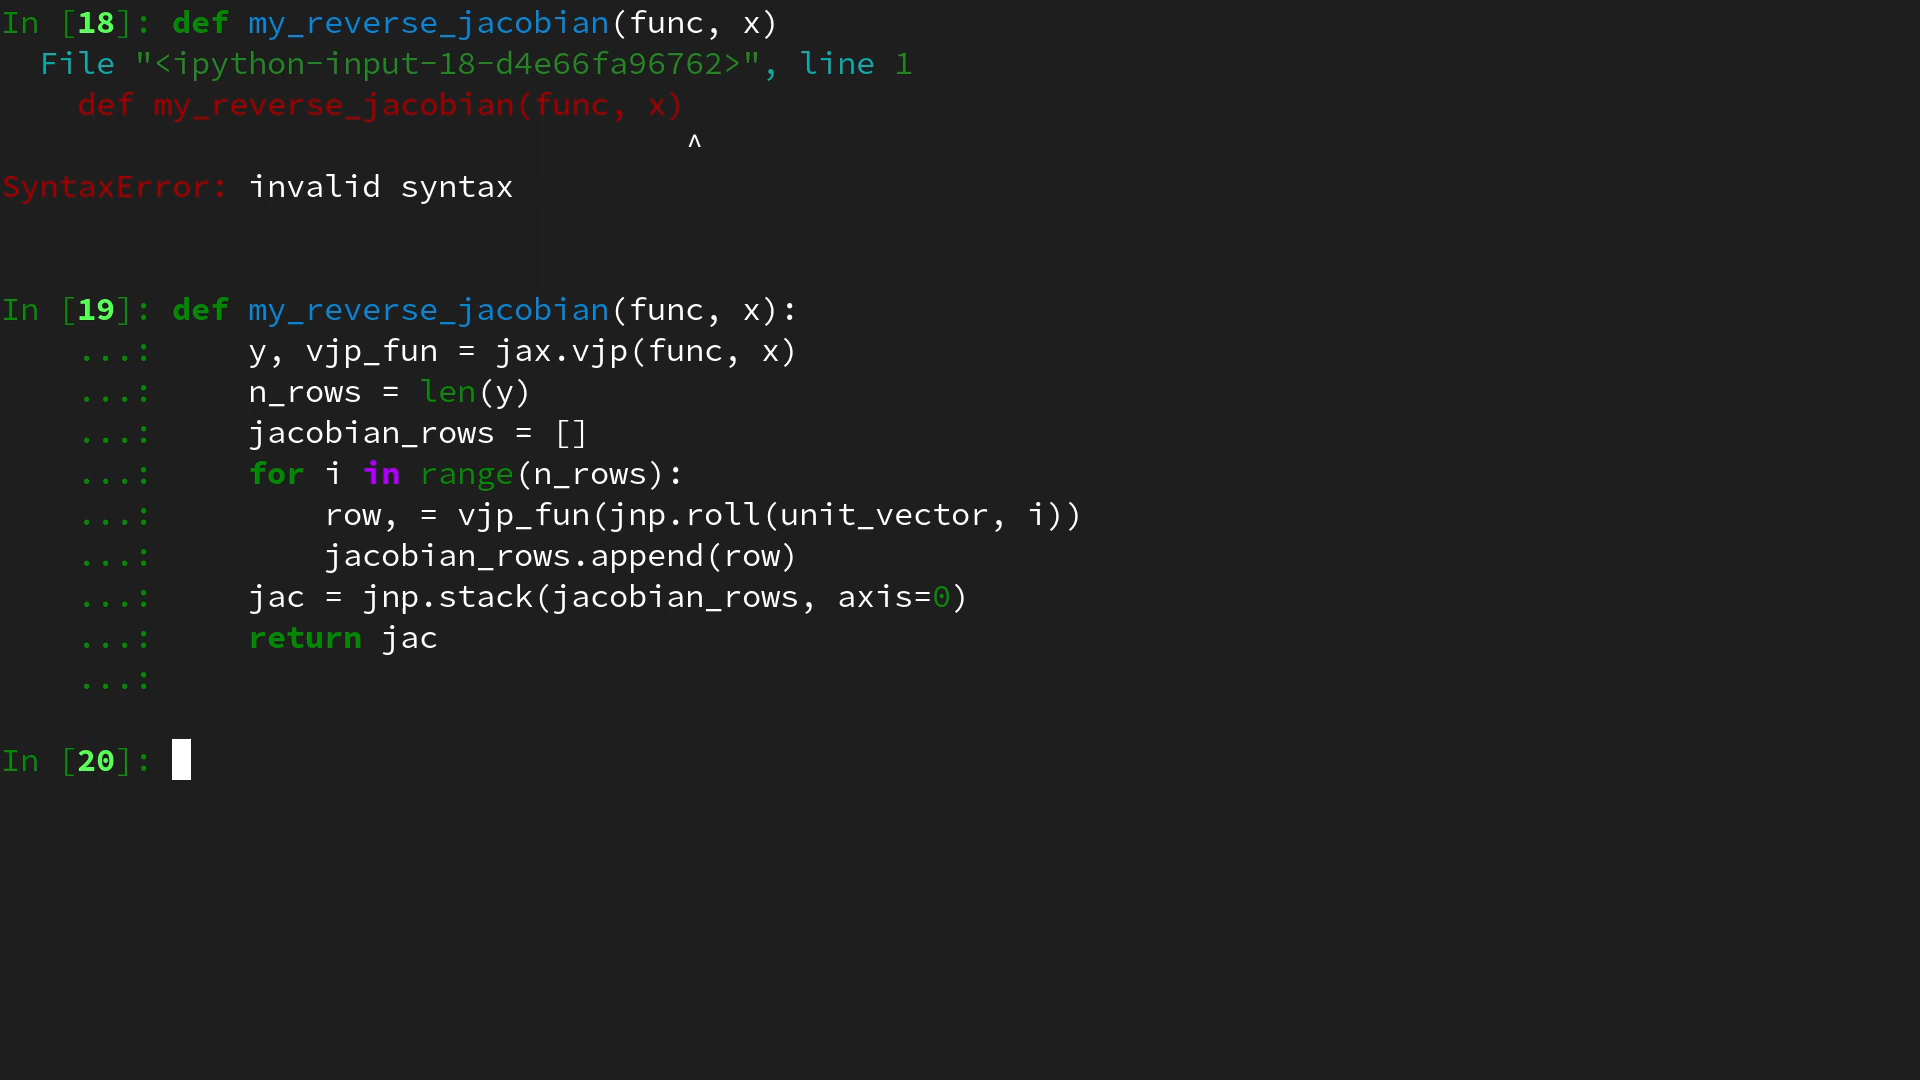 In [18]: def my_reverse_jacobian(func, x)
  File "<ipython-input-18-d4e66fa96762>", line 1
    def my_reverse_jacobian(func, x)
                                    ^
SyntaxError: invalid syntax
In [19]: def my_reverse_jacobian(func, x):
    ...:     y, vjp_fun = jax.vjp(func, x)
    ...:     n_rows = len(y)
    ...:     jacobian_rows = []
    ...:     for i in range(n_rows):
    ...:         row, = vjp_fun(jnp.roll(unit_vector, i))
    ...:         jacobian_rows.append(row)
    ...:     jac = jnp.stack(jacobian_rows, axis=0)
    ...:     return jac
    ...:
In [20]: